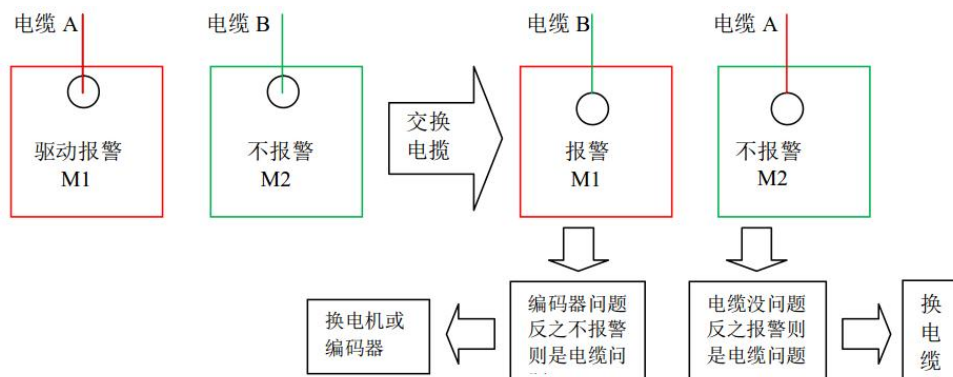 电缆 A
电缆 B
电缆 B
电缆 A
驱动报警
M1
不报警
M2
交换
电揽
报警
M1
不报警
M2
换电机或
编码器
编码器问题
反之不报警
则是电缆问
电缆没问题
反之报警则
是电缆问题
换
电
缆